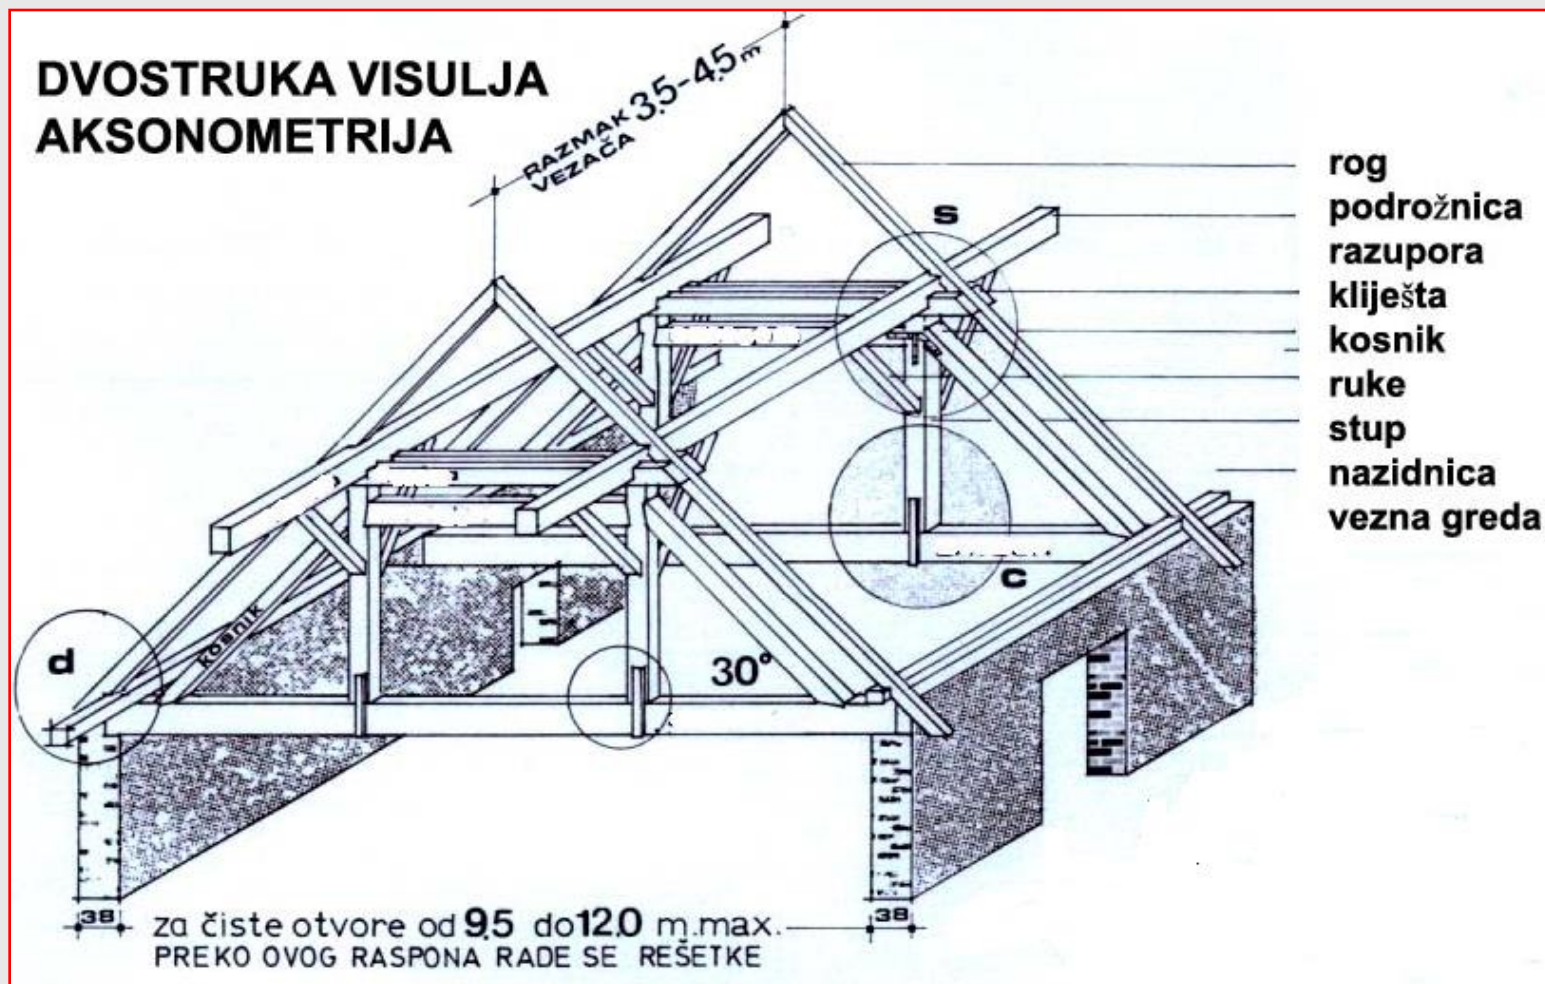 DVOSTRUKA VISULJA
AKSONOMETRIJA
RAZMAK 3,5-4,5 m
VEZAČA
rog
podrožnica
razupora
kliješta
kosnik
ruke
stup
nazidnica
vezna greda
s
c
d
kosnik
30°
38
za čiste otvore od 9,5 do 12,0 m.max.
38
PREKO OVOG RASPONA RADE SE REŠETKE